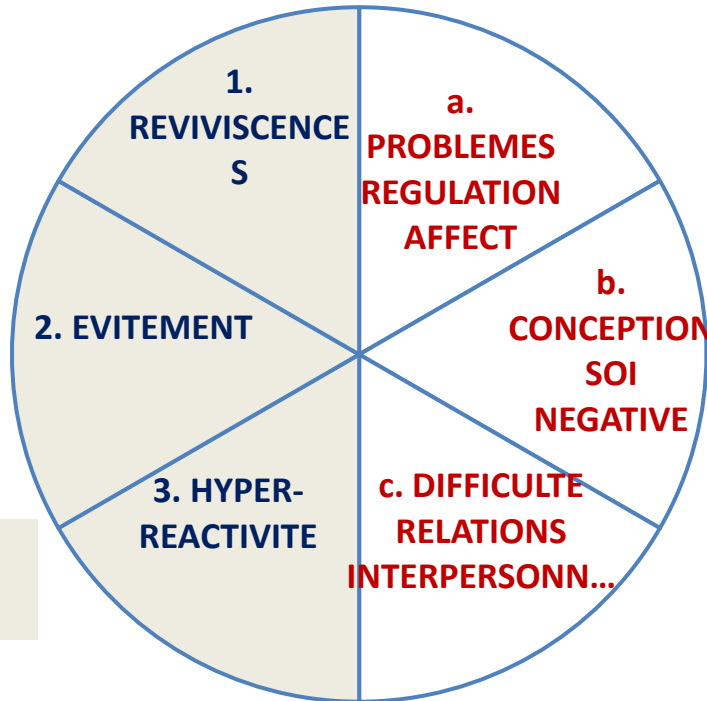 1.
REVIVISCENCE
S
2. EVITEMENT
3. HYPER-
REACTIVITE
a.
PROBLEMES
REGULATION
AFFECT
b.
CONCEPTION
SOI
NEGATIVE
c. DIFFICULTE
RELATIONS
INTERPERSONN...